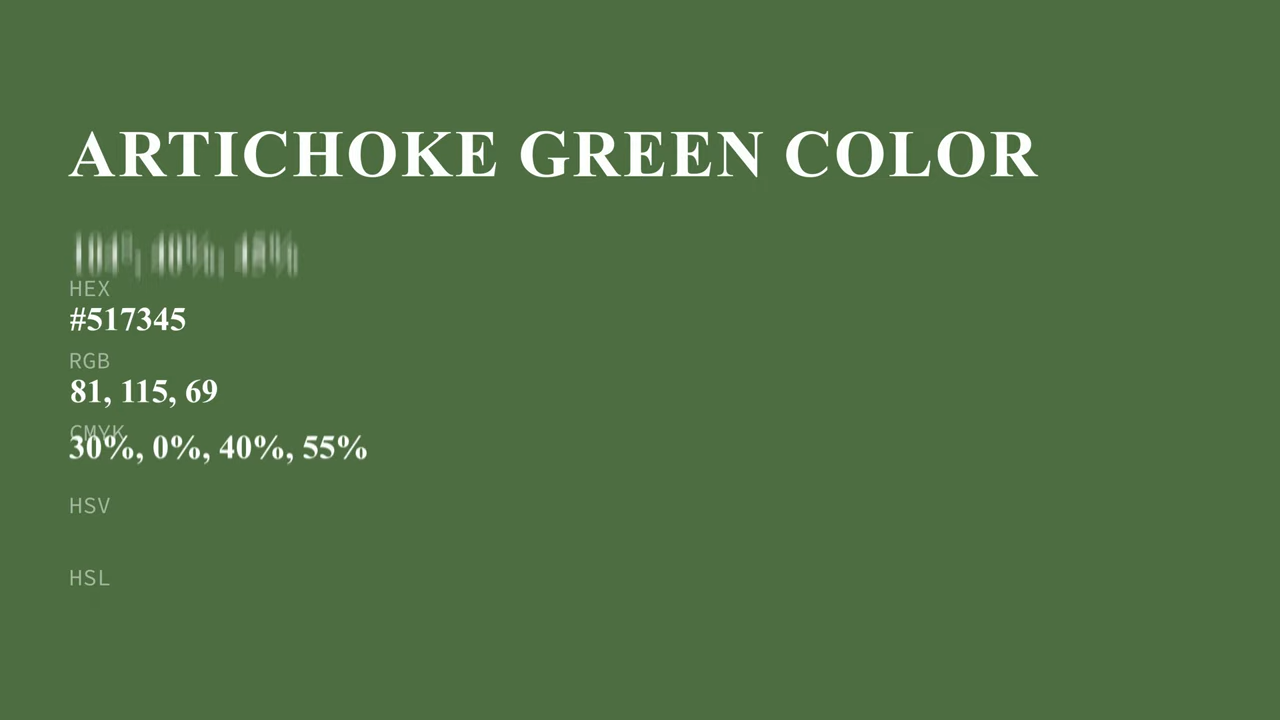 ARTICHOKE GREEN COLOR
HEX
#517345
RGB
81, 115, 69
CMYK
30%, 0%, 40%, 55%
HSV
HSL